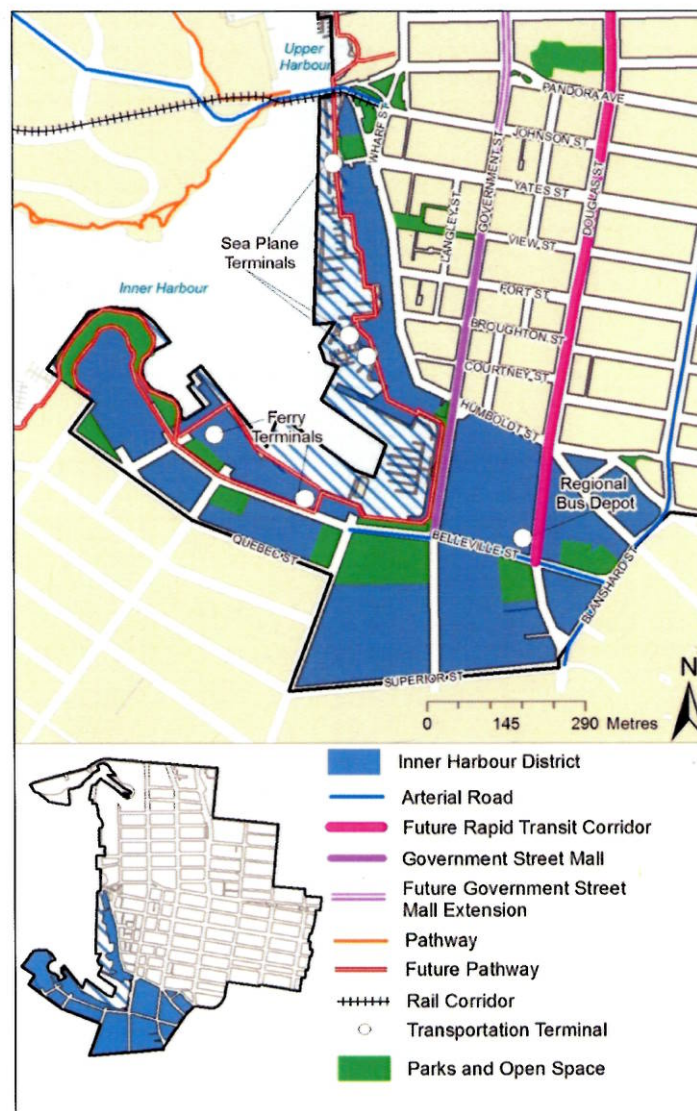 Upper
Harbour
PANDORA AVE
JOHNSON ST
WHARF ST
YATES ST
GOVERNMENT ST
DOUGLAS ST
LANGLEY ST
VIEW ST
Sea Plane
Terminals
FORT ST
Inner Harbour
BROUGHTON ST
COURTNEY ST
HUMBOLDT ST
Ferry
Terminals
Regional
Bus Depot
BELLEVILLE ST
QUEBEC ST
BLANSHARD ST
SUPERIOR ST
N
0 145 290 Metres
Inner Harbour District
Arterial Road
Future Rapid Transit Corridor
Government Street Mall
Future Government Street
Mall Extension
Pathway
Future Pathway
Rail Corridor
Transportation Terminal
Parks and Open Space